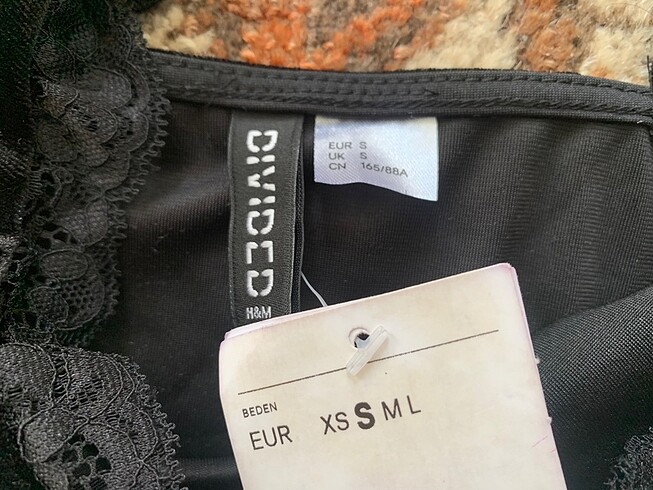 DIVIDED
H&M
EUR S
UK S
CN 165/88A
BEDEN
EUR XS S M L